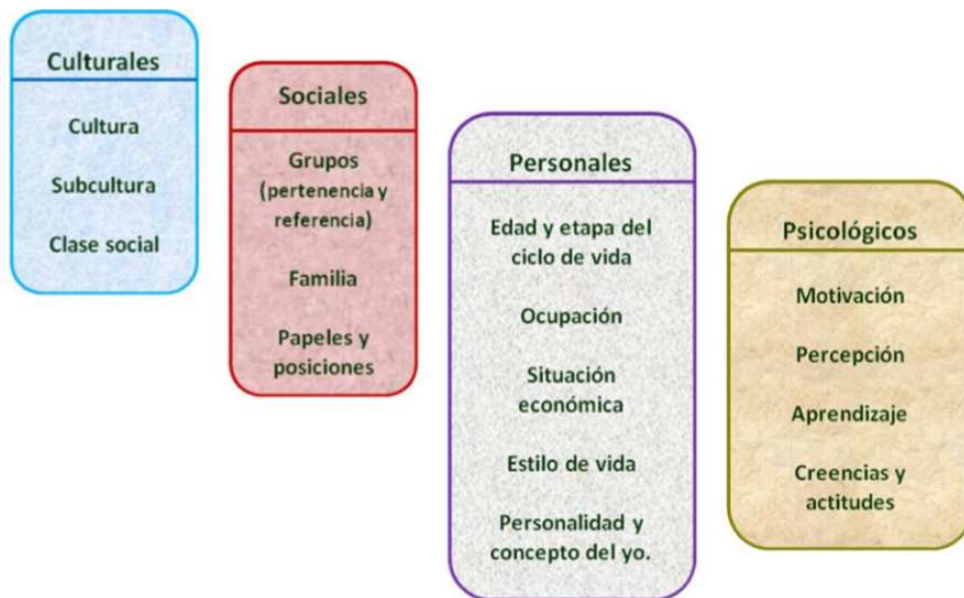 Culturales
Cultura
Subcultura
Clase social
Sociales
Grupos
(pertenencia y
referencia)
Familia
Papeles y
posiciones
Personales
Edad y etapa del
ciclo de vida
Ocupación
Situación
económica
Estilo de vida
Personalidad y
concepto del yo.
Psicológicos
Motivación
Percepción
Aprendizaje
Creencias y
actitudes